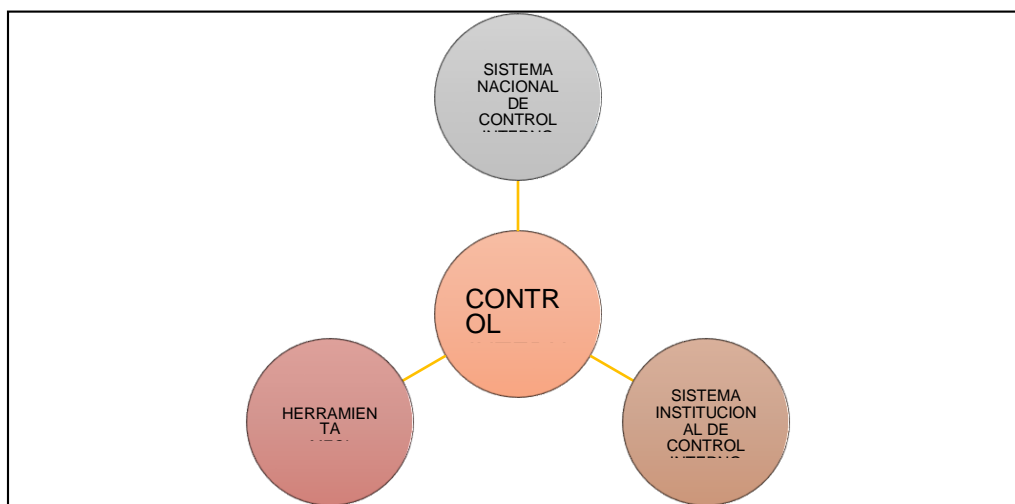 SISTEMA
NACIONAL
DE
CONTROL
CONTR
OL
HERRAMIEN
TA
SISTEMA
INSTITUCION
AL DE
CONTROL